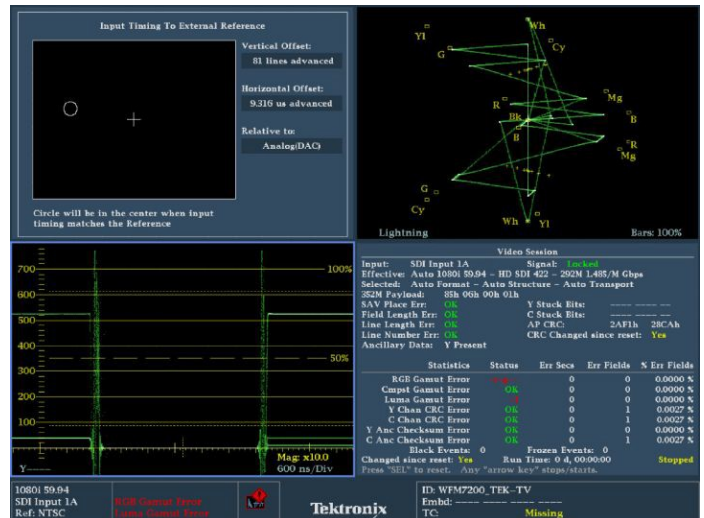 Input Timing To External Reference
Vertical Offset:
81 lines advanced
Horizontal Offset:
9.316 us advanced
Relative to:
Analog(DAC)
Circle will be in the center when input
timing matches the Reference
Wh
Yl
Cy
G
Mg
R
Bk
B
B
R
Mg
G
Cy
Wh
Yl
Lightning
Bars: 100%
700
600
500
400
300
200
100
100%
50%
Mag: x10.0
Y-----
600 ns/Div
Video Session
Input: SDI Input 1A Signal: Locked
Effective: Auto 1080i 59.94 – HD SDI 422 – 292M 1.485/M Gbps
Selected: Auto Format – Auto Structure – Auto Transport
352M Payload: 85h 06h 00h 01h
SAV Place Err: OK Y Stuck Bits: ---- ---- --
Field Length Err: OK C Stuck Bits: ---- ---- --
Line Length Err: OK AP CRC: 2AF1h 28CAh
Line Number Err: OK CRC Changed since reset: Yes
Ancillary Data: Y Present
Statistics Status Err Secs Err Fields % Err Fields
RGB Gamut Error 0 0 0.0000 %
Cmpst Gamut Error OK 0 0 0.0000 %
Luma Gamut Error 0 0 0.0000 %
Y Chan CRC Error OK 0 1 0.0027 %
C Chan CRC Error OK 0 1 0.0027 %
Y Anc Checksum Error OK 0 1 0.0027 %
C Anc Checksum Error OK 0 1 0.0027 %
Black Events: 0 Frozen Events: 0
Changed since reset: Yes Run Time: 0 d, 00:00:00 Stopped
Press "SEL" to reset. Any "arrow key" stops/starts.
1080i 59.94
SDI Input 1A
Ref: NTSC
RGB Gamut Error
Luma Gamut Error
Tektronix
ID: WFM7200_TEK-TV
Embd: ---- ---- ---- ----
TC: Missing